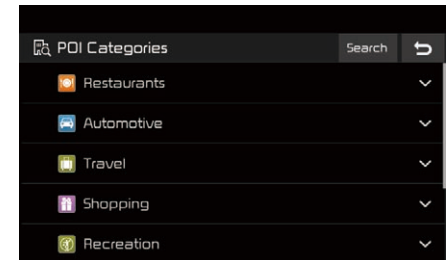 POI Categories Search
Restaurants
Automotive
Travel
Shopping
Recreation